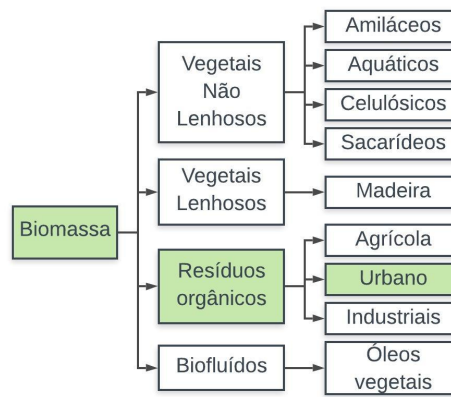 Biomassa
Vegetais
Não
Lenhosos
Amiláceos
Aquáticos
Celulósicos
Sacarídeos
Vegetais
Lenhosos
Madeira
Resíduos
orgânicos
Agrícola
Urbano
Industriais
Biofluídos
Óleos
vegetais